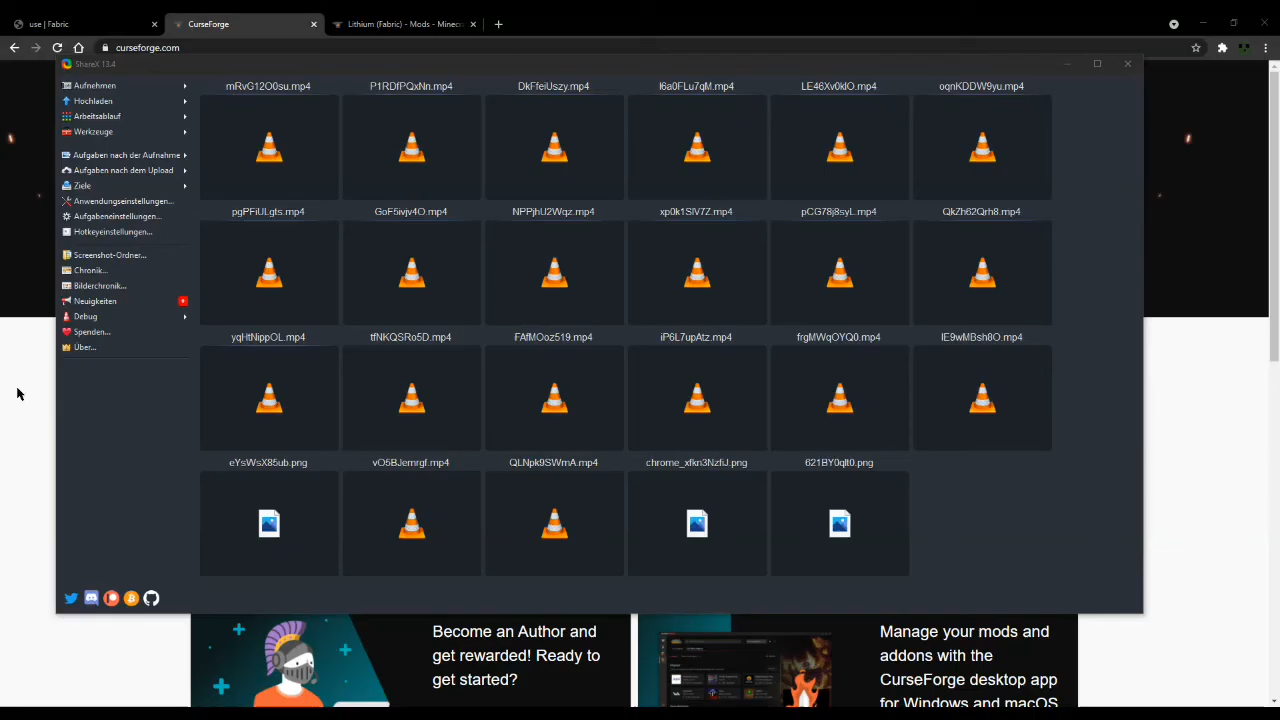 use | Fabric
CurseForge
Lithium (Fabric) - Mods - Minecr
curseforge.com
ShareX 13.4
Aufnehmen
Hochladen
Arbeitsablauf
Werkzeuge
Aufgaben nach der Aufnahme
Aufgaben nach dem Upload
Ziele
Anwendungseinstellungen...
Aufgabeneinstellungen...
Hotkeyeinstellungen...
Screenshot-Ordner...
Chronik...
Bilderchronik...
Neuigkeiten
Debug
Spenden...
Über...
mRvG12O0su.mp4
P1RDfPQxNn.mp4
DkFfeiUszy.mp4
I6a0FLu7qM.mp4
LE46Xv0klO.mp4
oqnKDDW9yu.mp4
pgPFiULgts.mp4
GoF5ivjv4O.mp4
NPPjhU2Wqz.mp4
xp0k1SlV7Z.mp4
pCG78j8syL.mp4
QkZh62Qrh8.mp4
yqHtNippOL.mp4
tfNKQSRo5D.mp4
FAfMOoz519.mp4
iP6L7upAtz.mp4
frgMWqOYQ0.mp4
lE9wMBsh8O.mp4
eYsWsX85ub.png
vO5BJemrgf.mp4
QLNpk9SWmA.mp4
chrome_xfkn3NzfiJ.png
621BY0qlt0.png
Become an Author and
get rewarded! Ready to
get started?
Manage your mods and
addons with the
CurseForge desktop app
for Windows and macOS